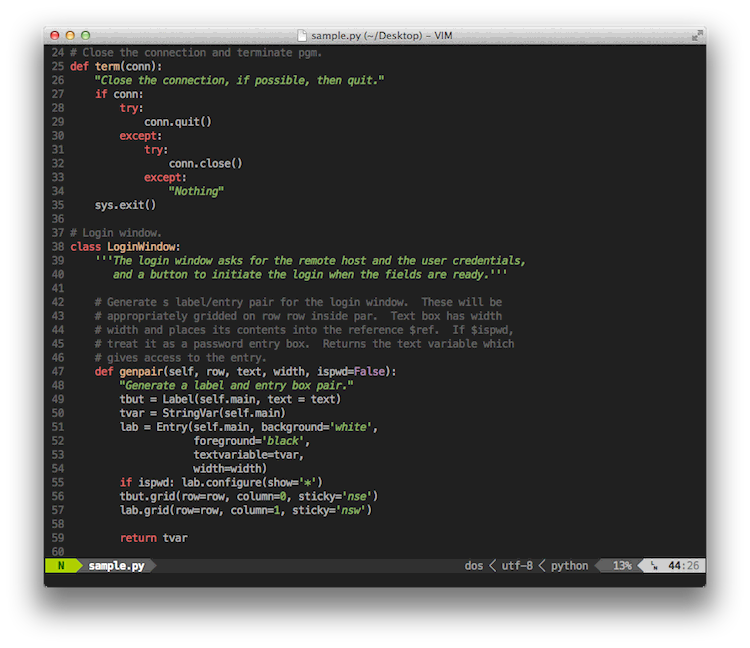 sample.py (~/Desktop) – VIM
24 # Close the connection and terminate pgm.
25 def term(conn):
26     "Close the connection, if possible, then quit."
27     if conn:
28         try:
29             conn.quit()
30         except:
31             try:
32                 conn.close()
33             except:
34                 "Nothing"
35     sys.exit()
36
37 # Login window.
38 class LoginWindow:
39     '''The login window asks for the remote host and the user credentials,
40        and a button to initiate the login when the fields are ready.'''
41
42     # Generate s label/entry pair for the login window.  These will be
43     # appropriately gridded on row row inside par.  Text box has width
44     # width and places its contents into the reference $ref.  If $ispwd,
45     # treat it as a password entry box.  Returns the text variable which
46     # gives access to the entry.
47     def genpair(self, row, text, width, ispwd=False):
48         "Generate a label and entry box pair."
49         tbut = Label(self.main, text = text)
50         tvar = StringVar(self.main)
51         lab = Entry(self.main, background='white',
52                     foreground='black',
53                     textvariable=tvar,
54                     width=width)
55         if ispwd: lab.configure(show='*')
56         tbut.grid(row=row, column=0, sticky='nse')
57         lab.grid(row=row, column=1, sticky='nsw')
58
59         return tvar
60
N sample.py dos utf-8 python 13% 44:26